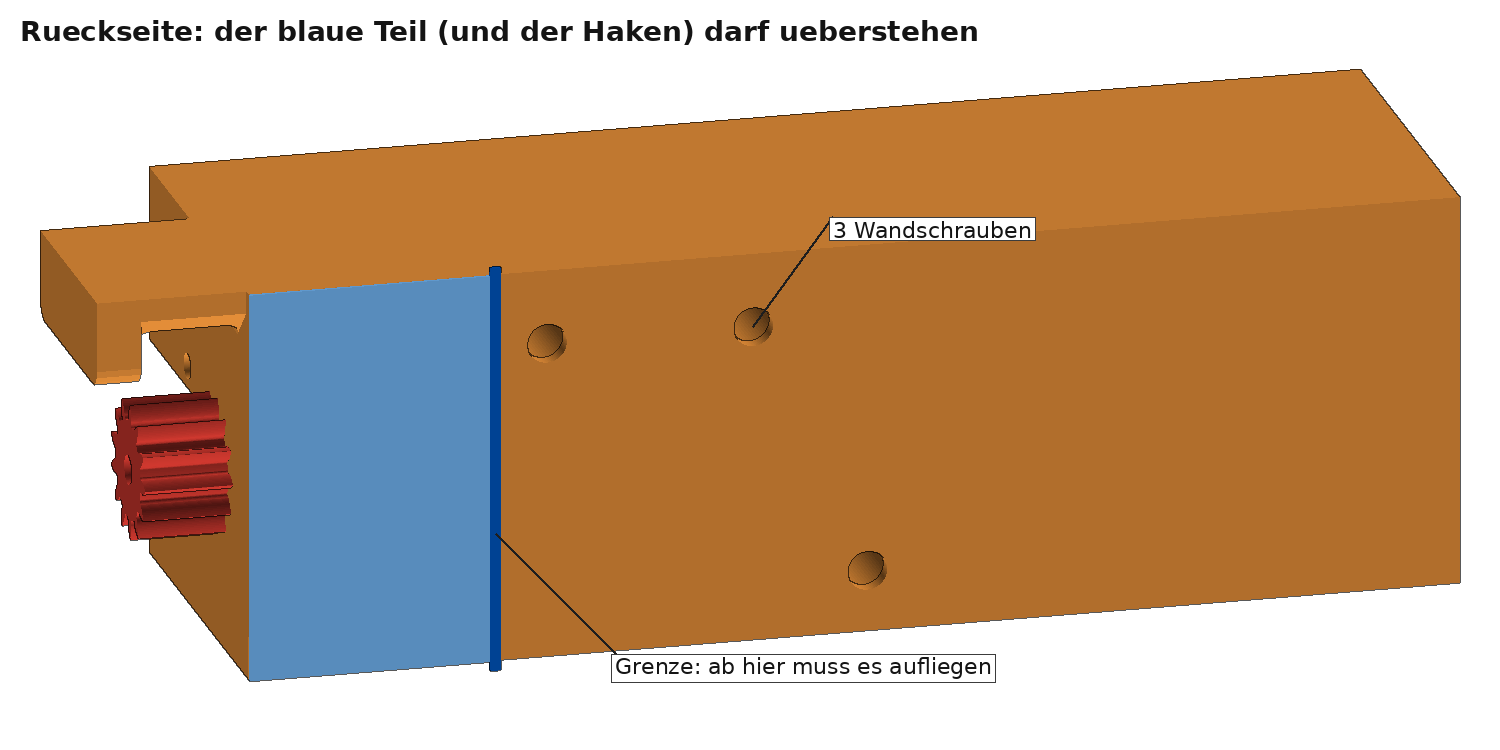 Rueckseite: der blaue Teil (und der Haken) darf ueberstehen
3 Wandschrauben
Grenze: ab hier muss es aufliegen